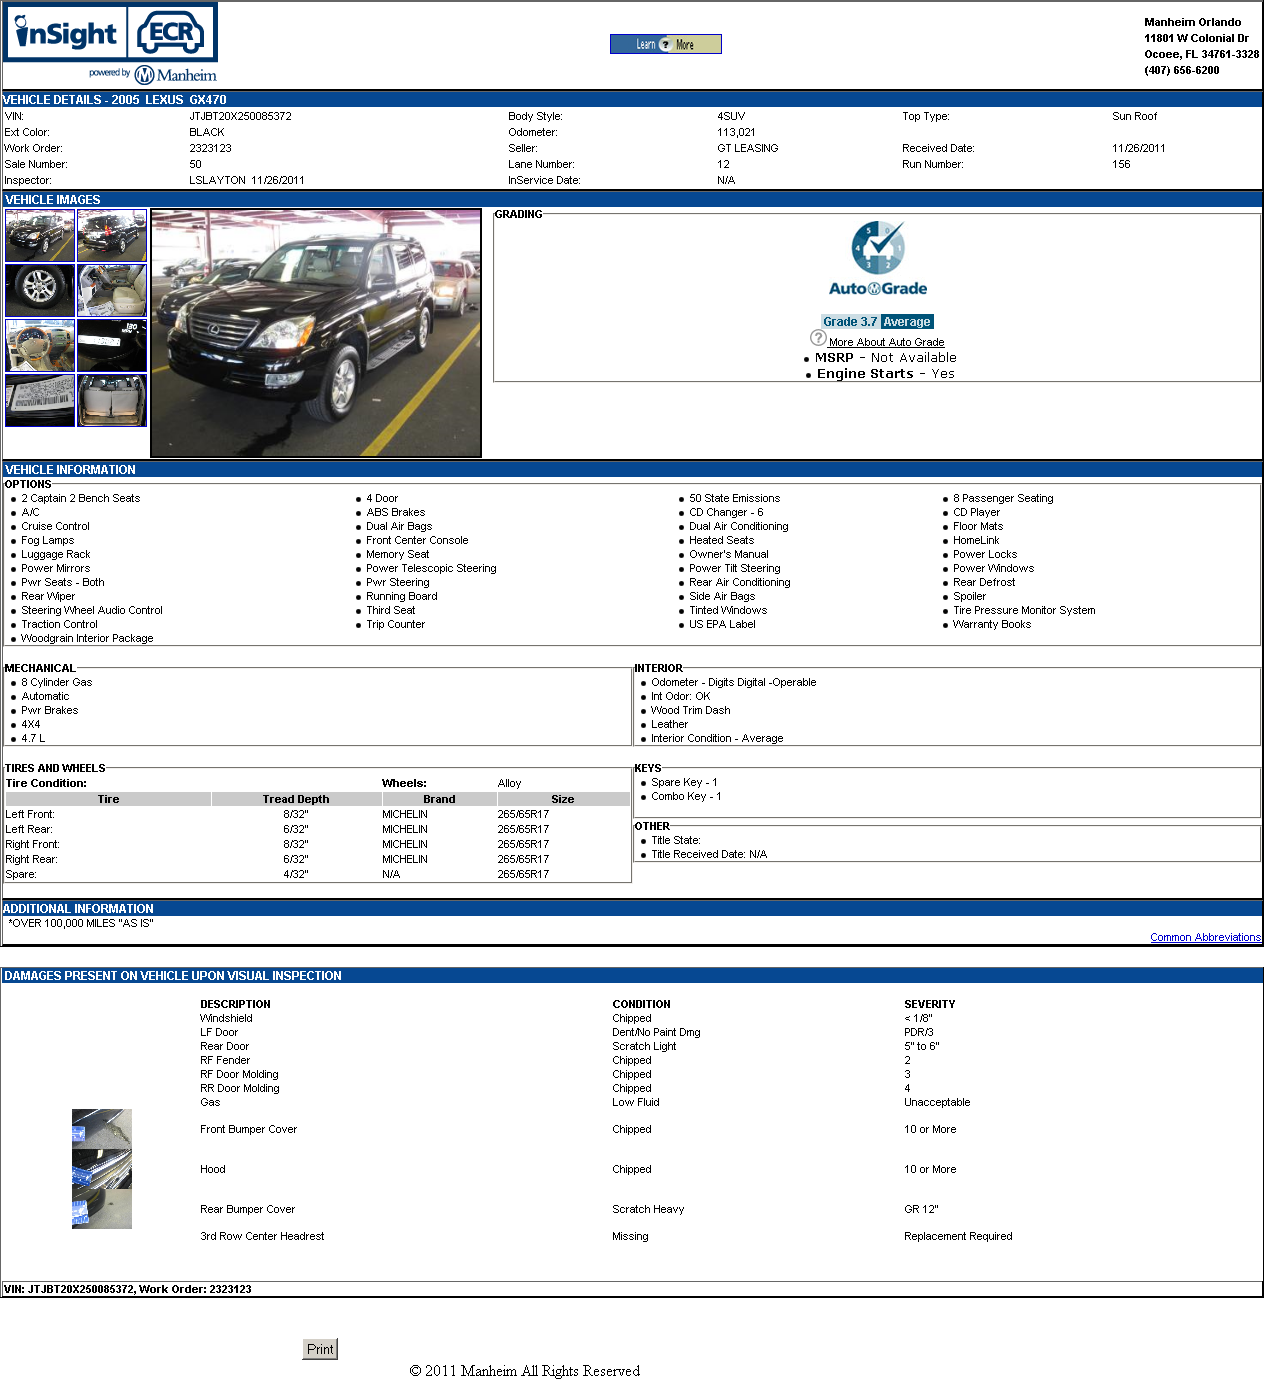 inSight ECR
powered by Manheim
Learn ? More
Manheim Orlando
11801 W Colonial Dr
Ocoee, FL 34761-3328
(407) 656-6200
VEHICLE DETAILS - 2005 LEXUS GX470
VIN: JTJBT20X250085372 Body Style: 4SUV Top Type: Sun Roof
Ext Color: BLACK Odometer: 113,021
Work Order: 2323123 Seller: GT LEASING Received Date: 11/26/2011
Sale Number: 50 Lane Number: 12 Run Number: 156
Inspector: LSLAYTON 11/26/2011 InService Date: N/A
VEHICLE IMAGES
GRADING
AutoGrade
Grade 3.7 Average
? More About Auto Grade
MSRP - Not Available
Engine Starts - Yes
VEHICLE INFORMATION
OPTIONS
2 Captain 2 Bench Seats 4 Door 50 State Emissions 8 Passenger Seating
A/C ABS Brakes CD Changer - 6 CD Player
Cruise Control Dual Air Bags Dual Air Conditioning Floor Mats
Fog Lamps Front Center Console Heated Seats HomeLink
Luggage Rack Memory Seat Owner's Manual Power Locks
Power Mirrors Power Telescopic Steering Power Tilt Steering Power Windows
Pwr Seats - Both Pwr Steering Rear Air Conditioning Rear Defrost
Rear Wiper Running Board Side Air Bags Spoiler
Steering Wheel Audio Control Third Seat Tinted Windows Tire Pressure Monitor System
Traction Control Trip Counter US EPA Label Warranty Books
Woodgrain Interior Package
MECHANICAL
8 Cylinder Gas
Automatic
Pwr Brakes
4X4
4.7 L
INTERIOR
Odometer - Digits Digital -Operable
Int Odor: OK
Wood Trim Dash
Leather
Interior Condition - Average
TIRES AND WHEELS
Tire Condition: Wheels: Alloy
Tire Tread Depth Brand Size
Left Front: 8/32" MICHELIN 265/65R17
Left Rear: 6/32" MICHELIN 265/65R17
Right Front: 8/32" MICHELIN 265/65R17
Right Rear: 6/32" MICHELIN 265/65R17
Spare: 4/32" N/A 265/65R17
KEYS
Spare Key - 1
Combo Key - 1
OTHER
Title State:
Title Received Date: N/A
ADDITIONAL INFORMATION
*OVER 100,000 MILES "AS IS"
Common Abbreviations
DAMAGES PRESENT ON VEHICLE UPON VISUAL INSPECTION
DESCRIPTION CONDITION SEVERITY
Windshield Chipped < 1/8"
LF Door Dent/No Paint Dmg PDR/3
Rear Door Scratch Light 5" to 6"
RF Fender Chipped 2
RF Door Molding Chipped 3
RR Door Molding Chipped 4
Gas Low Fluid Unacceptable
Front Bumper Cover Chipped 10 or More
Hood Chipped 10 or More
Rear Bumper Cover Scratch Heavy GR 12"
3rd Row Center Headrest Missing Replacement Required
VIN: JTJBT20X250085372, Work Order: 2323123
Print
© 2011 Manheim All Rights Reserved